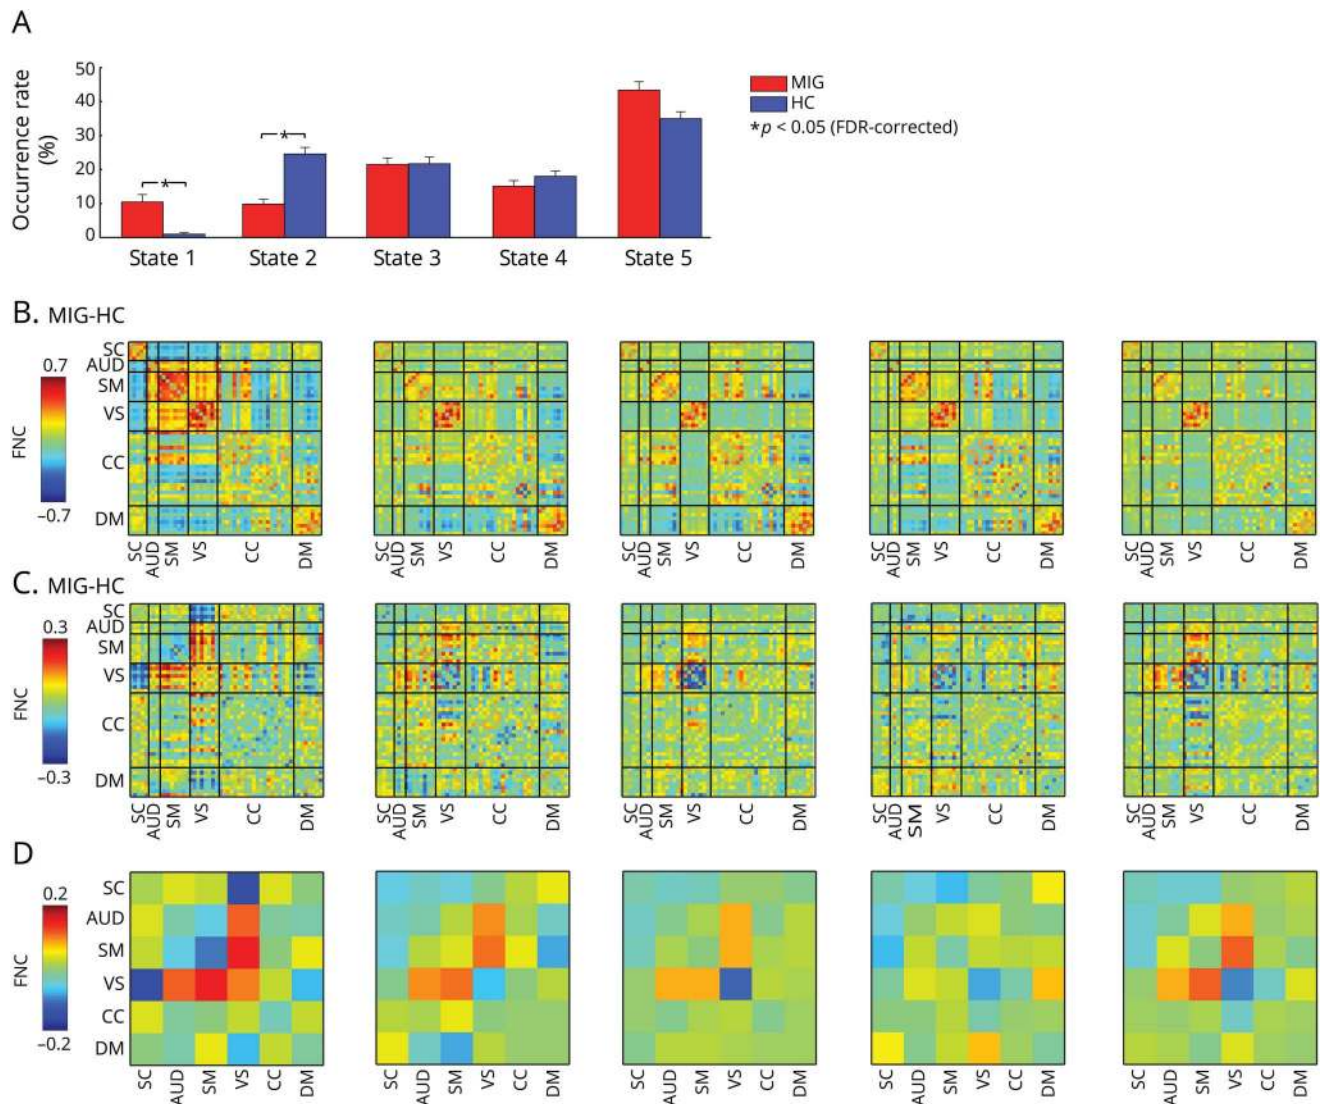 A
50
40
30
20
10
0
Occurrence rate
(%)
*
*
State 1 State 2 State 3 State 4 State 5
MIG
HC
*p < 0.05 (FDR-corrected)
B. MIG-HC
0.7
FNC
−0.7
SC
AUD
SM
VS
CC
DM
SC AUD SM VS CC DM
SC AUD SM VS CC DM
SC AUD SM VS CC DM
SC AUD SM VS CC DM
SC AUD SM VS CC DM
C. MIG-HC
0.3
FNC
−0.3
SC
AUD
SM
VS
CC
DM
SC AUD SM VS CC DM
SC AUD SM VS CC DM
SC AUD SM VS CC DM
SC AUD SM VS CC DM
SC AUD SM VS CC DM
D
0.2
FNC
−0.2
SC
AUD
SM
VS
CC
DM
SC AUD SM VS CC DM
SC AUD SM VS CC DM
SC AUD SM VS CC DM
SC AUD SM VS CC DM
SC AUD SM VS CC DM